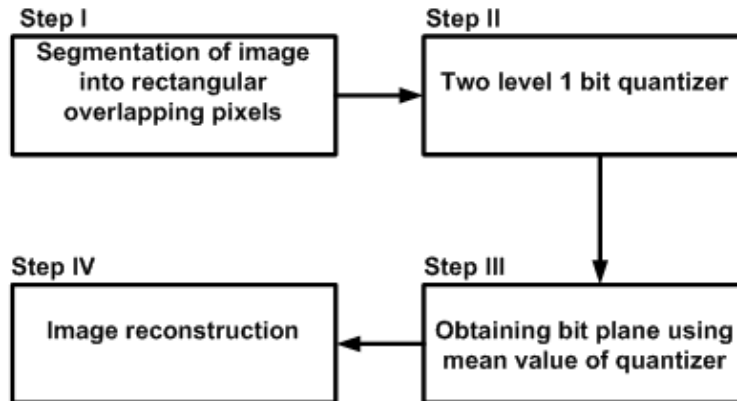 Step I
Segmentation of image
into rectangular
overlapping pixels
Step II
Two level 1 bit quantizer
Step III
Obtaining bit plane using
mean value of quantizer
Step IV
Image reconstruction